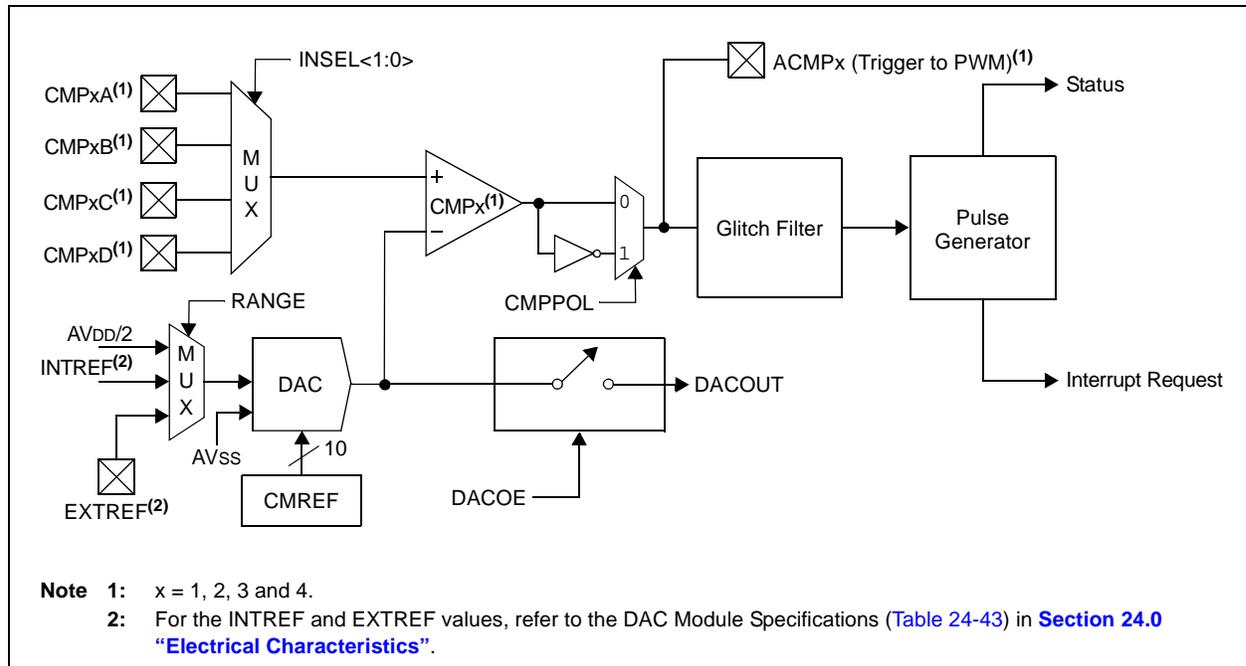 INSEL<1:0>
ACMPx (Trigger to PWM)(1)
Status
CMPxA(1)
CMPxB(1)
CMPxC(1)
CMPxD(1)
M
U
X
+
CMPx(1)
−
0
1
CMPPOL
Glitch Filter
Pulse
Generator
Interrupt Request
RANGE
AVDD/2
INTREF(2)
M
U
X
DAC
AVSS
EXTREF(2)
10
CMREF
DACOUT
DACOE
Note 1: x = 1, 2, 3 and 4.
2: For the INTREF and EXTREF values, refer to the DAC Module Specifications (Table 24-43) in Section 24.0
“Electrical Characteristics”.